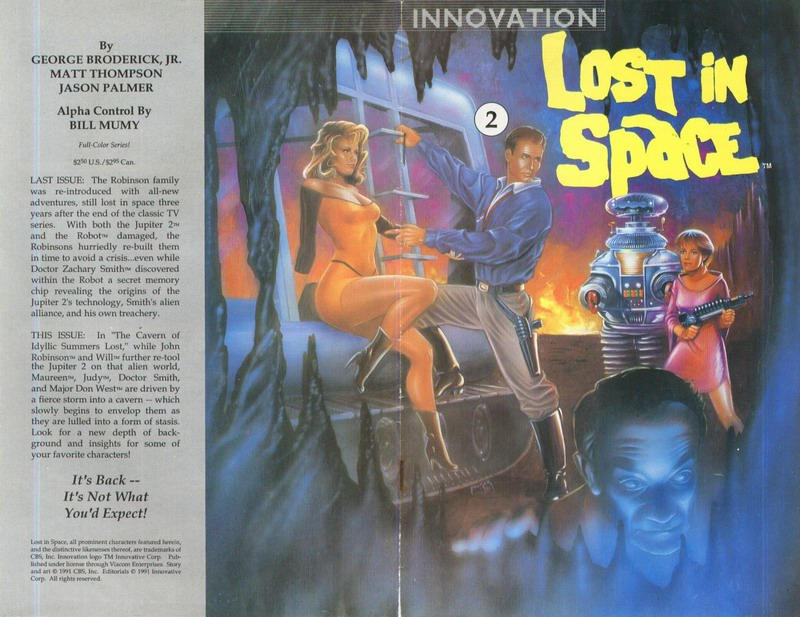 By
GEORGE BRODERICK, JR.
MATT THOMPSON
JASON PALMER
Alpha Control By
BILL MUMY
Full-Color Series!
$2⁵⁰ U.S./$2⁹⁵ Can.
LAST ISSUE: The Robinson family
was re-introduced with all-new
adventures, still lost in space three
years after the end of the classic TV
series. With both the Jupiter 2™
and the Robot™ damaged, the
Robinsons hurriedly re-built them
in time to avoid a crisis...even while
Doctor Zachary Smith™ discovered
within the Robot a secret memory
chip revealing the origins of the
Jupiter 2's technology, Smith's alien
alliance, and his own treachery.
THIS ISSUE: In "The Cavern of
Idyllic Summers Lost," while John
Robinson™ and Will™ further re-tool
the Jupiter 2 on that alien world,
Maureen™, Judy™, Doctor Smith,
and Major Don West™ are driven by
a fierce storm into a cavern -- which
slowly begins to envelop them as
they are lulled into a form of stasis.
Look for a new depth of back-
ground and insights for some of
your favorite characters!
It's Back --
It's Not What
You'd Expect!
Lost in Space, all prominent characters featured herein,
and the distinctive likenesses thereof, are trademarks of
CBS, Inc. Innovation logo TM Innovative Corp. Pub-
lished under license through Viacom Enterprises. Story
and art © 1991 CBS, Inc. Editorials © 1991 Innovative
Corp. All rights reserved.
INNOVATION™
LOST IN
SPACE™
2